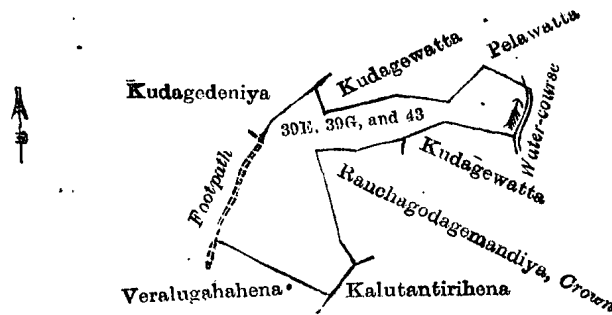 Pelawatta
Kudagewatta
Kudagedeniya
Water-course
30E, 39G, and 43
Kudagewatta
Footpath
Ranchagodagemandiya, Crown
Veralugahahena
Kalutantirihena